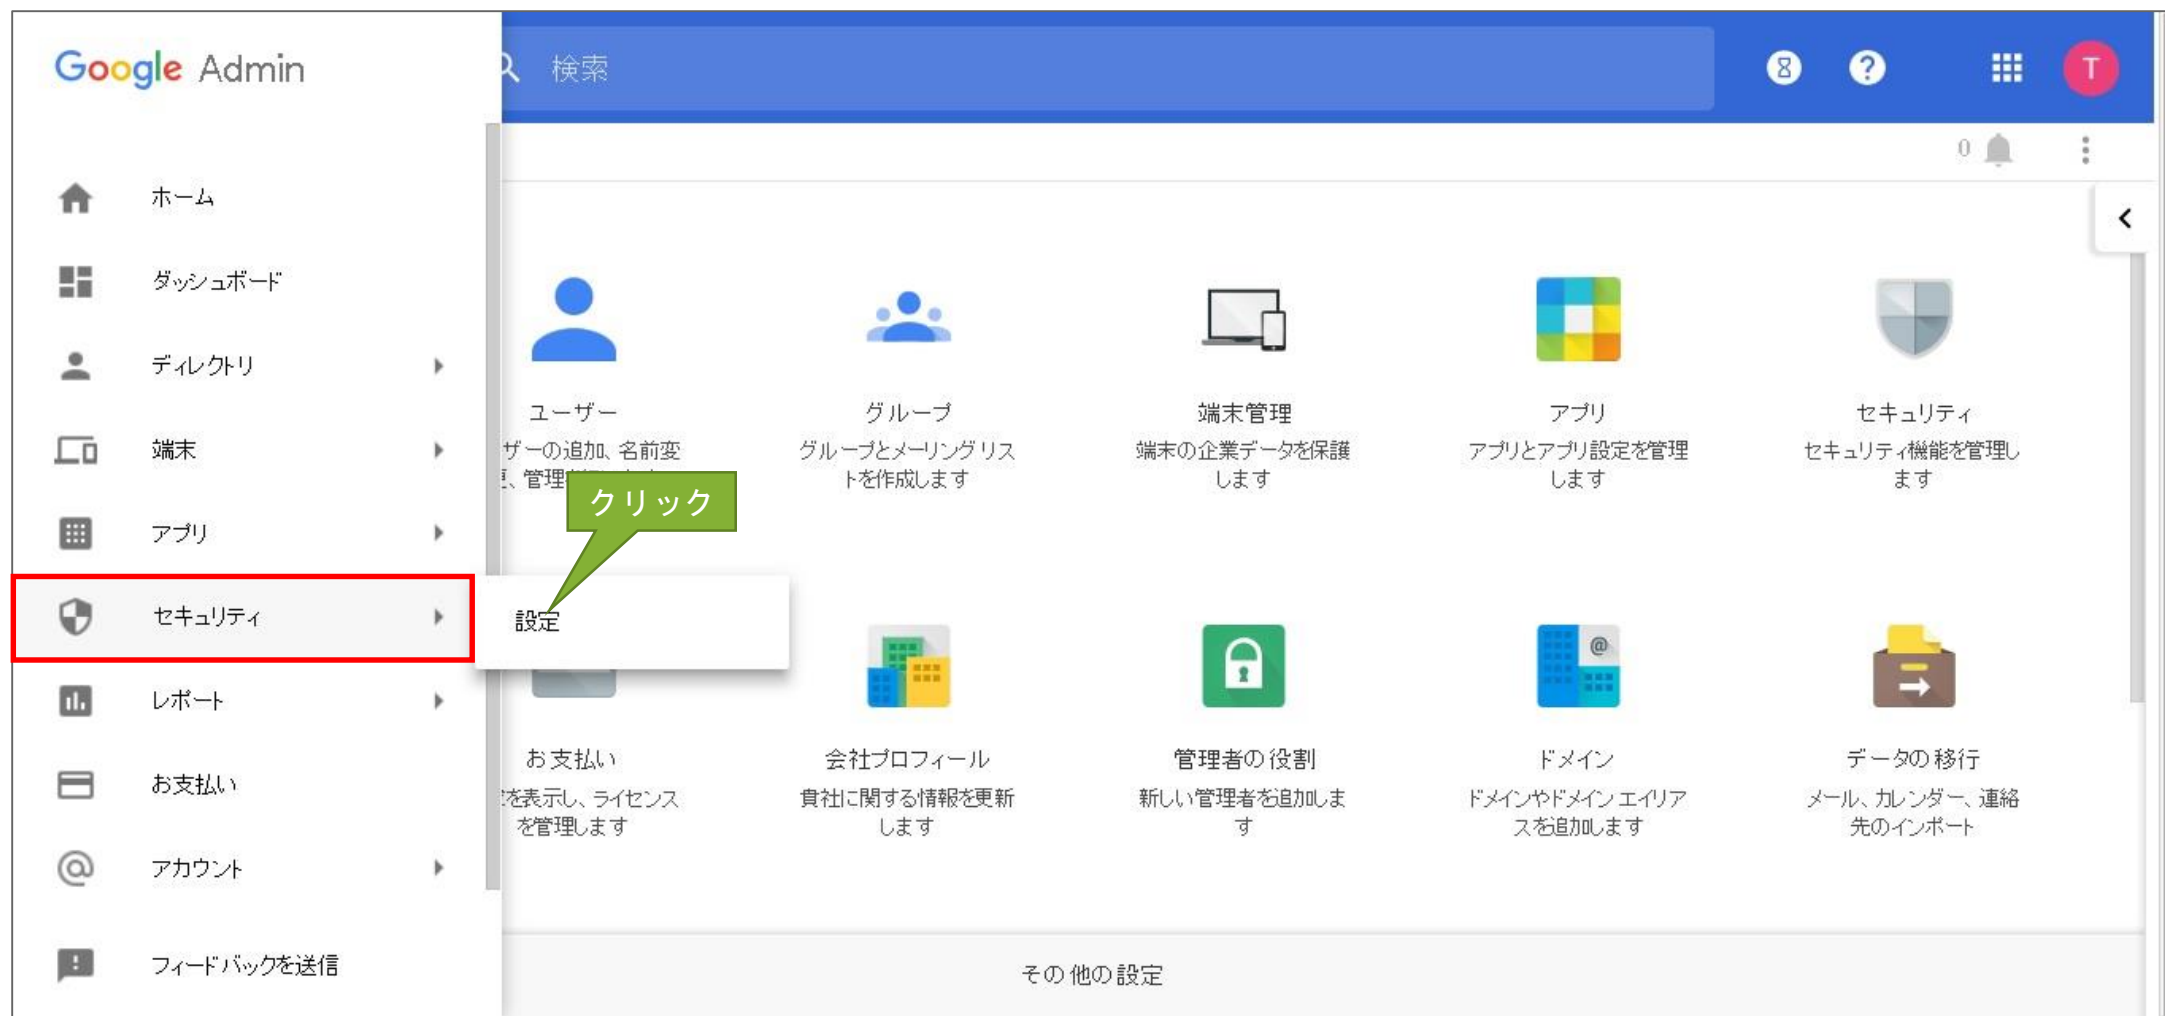 Google Admin
検索
T
0
ホーム
ダッシュボード
ディレクトリ
端末
アプリ
セキュリティ
レポート
お支払い
アカウント
フィードバックを送信
設定
クリック
ユーザー
ザーの追加、名前変
、管理
グループ
グループとメーリング リス
トを作成します
端末管理
端末の企業データを保護
します
アプリ
アプリとアプリ設定を管理
します
セキュリティ
セキュリティ機能を管理し
ます
お支払い
を表示し、ライセンス
を管理します
会社プロフィール
貴社に関する情報を更新
します
管理者の役割
新しい管理者を追加しま
す
@
ドメイン
ドメインやドメイン エイリア
スを追加します
データの移行
メール、カレンダー、連絡
先のインポート
その他の設定